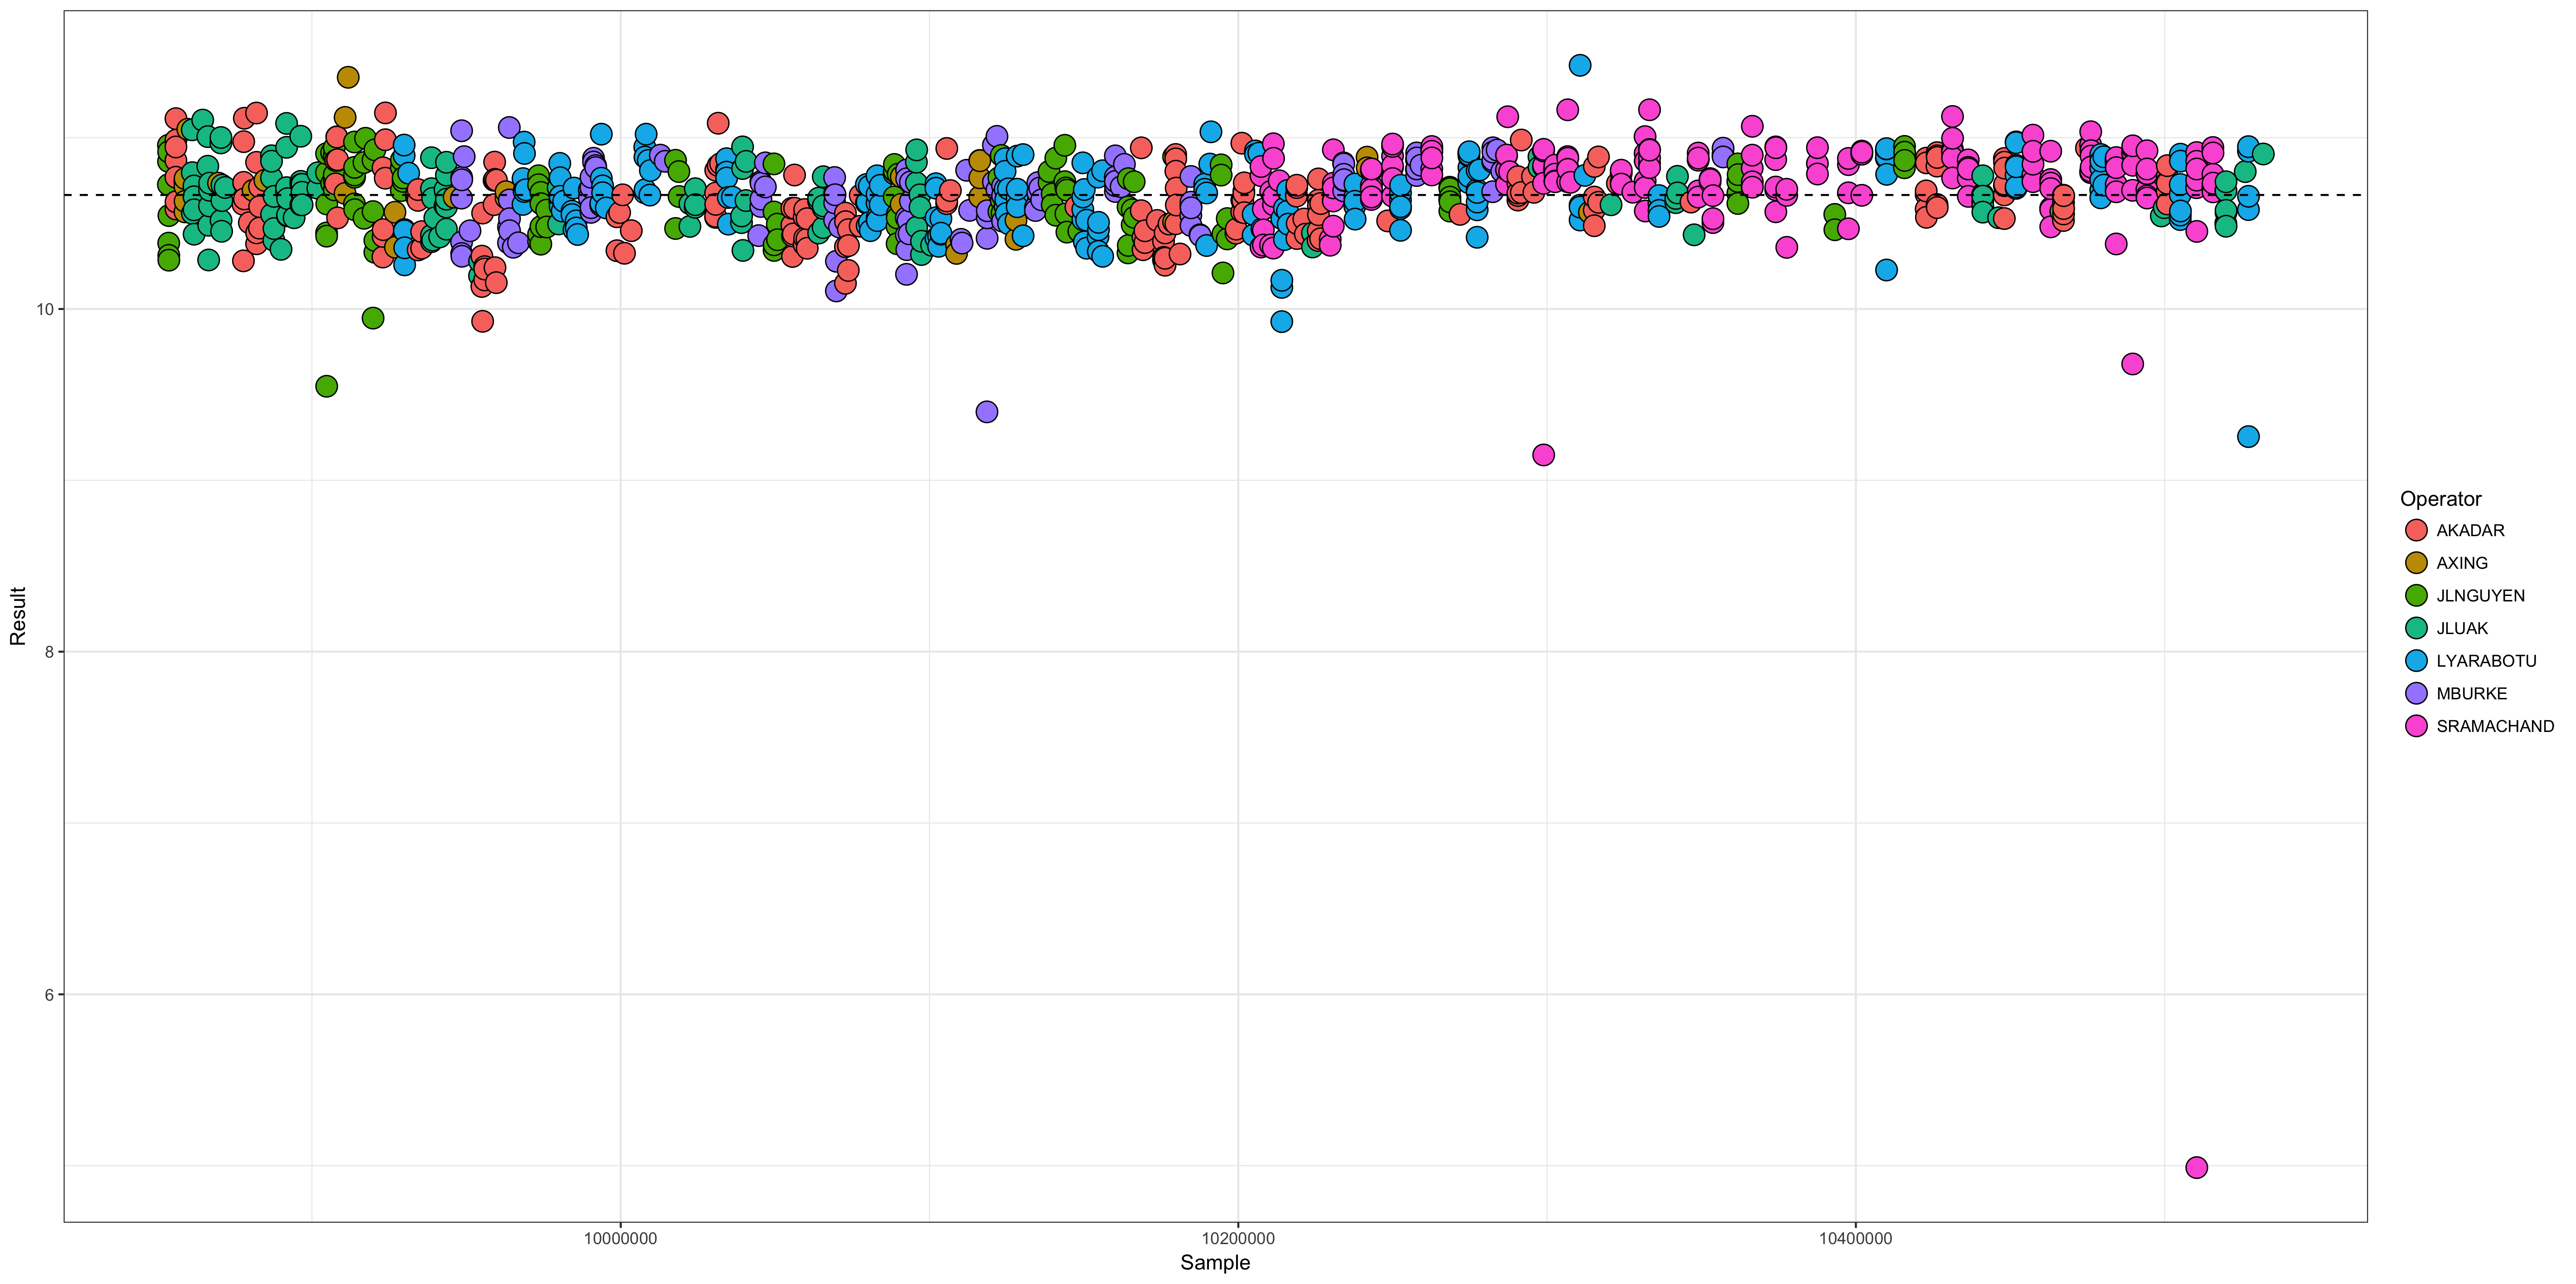 10
8
6
Result
10000000
10200000
10400000
Sample
Operator
AKADAR
AXING
JLNGUYEN
JLUAK
LYARABOTU
MBURKE
SRAMACHAND